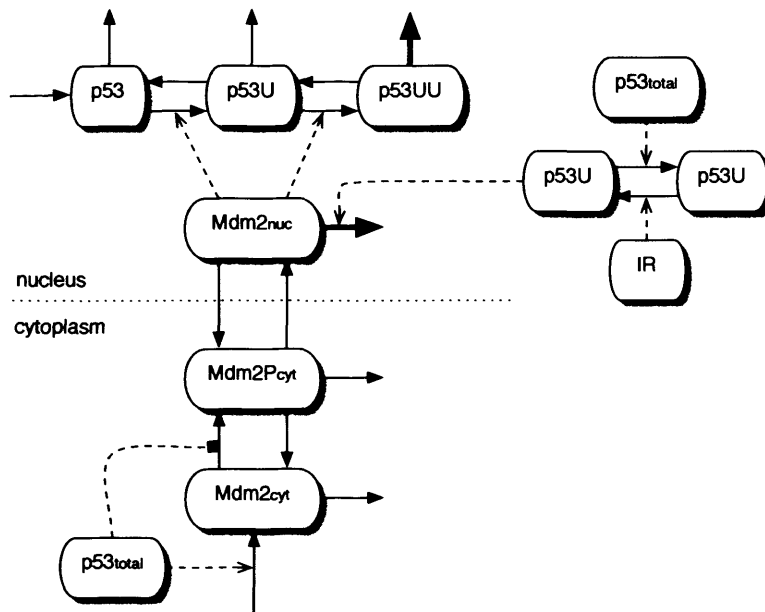 p53
p53U
p53UU
p53total
p53U
p53U
Mdm2nuc
IR
nucleus
cytoplasm
Mdm2Pcyt
Mdm2cyt
p53total